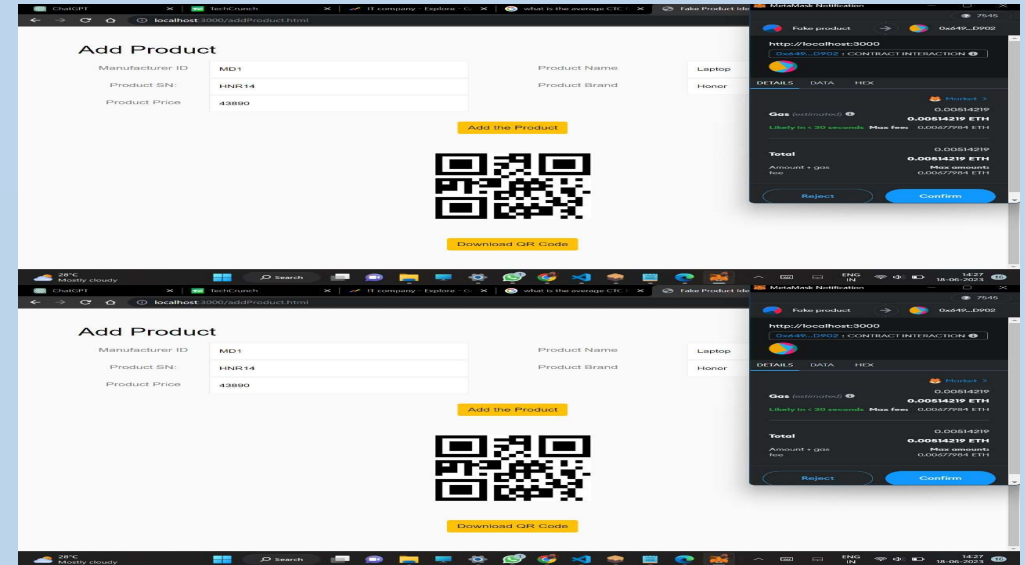 ChatGPT
TechCrunch
IT company - Explore - G
what is the average CTC
Fake Product Ide
MetaMask Notification
7545
localhost:3000/addProduct.html
Fake product
0x649...D902
http://localhost:3000
0x649...D902 : CONTRACT INTERACTION
Add Product
Manufacturer ID
MD1
Product Name
Laptop
Product SN:
HNR14
Product Brand
Honor
Product Price
43890
Add the Product
Download QR Code
DETAILS DATA HEX
Market >
Gas (estimated)
0.00514219
0.00514219 ETH
Likely in < 30 seconds Max fee: 0.00677984 ETH
Total
0.00514219
0.00514219 ETH
Amount + gas fee
Max amount:
0.00677984 ETH
Reject
Confirm
28°C
Mostly cloudy
Search
ENG
IN
14:27
18-06-2023
ChatGPT
TechCrunch
IT company - Explore - G
what is the average CTC
Fake Product Ide
MetaMask Notification
7545
localhost:3000/addProduct.html
Fake product
0x649...D902
http://localhost:3000
0x649...D902 : CONTRACT INTERACTION
Add Product
Manufacturer ID
MD1
Product Name
Laptop
Product SN:
HNR14
Product Brand
Honor
Product Price
43890
Add the Product
Download QR Code
DETAILS DATA HEX
Market >
Gas (estimated)
0.00514219
0.00514219 ETH
Likely in < 30 seconds Max fee: 0.00677984 ETH
Total
0.00514219
0.00514219 ETH
Amount + gas fee
Max amount:
0.00677984 ETH
Reject
Confirm
28°C
Mostly cloudy
Search
ENG
IN
14:27
18-06-2023